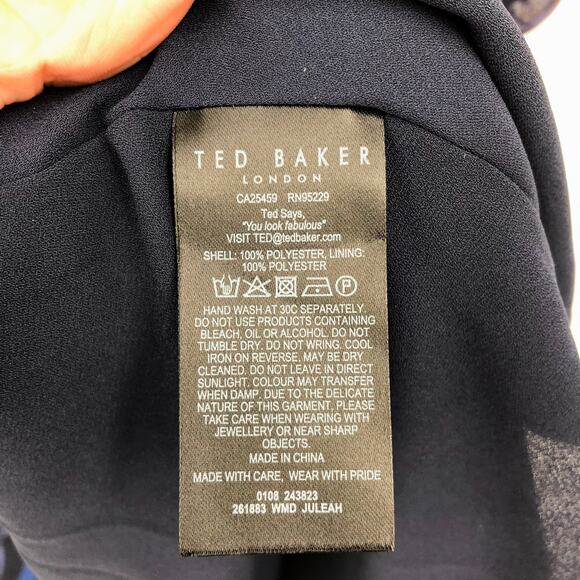 TED BAKER
LONDON
CA25459 RN95229
Ted Says,
"You look fabulous"
VISIT TED@tedbaker.com
SHELL: 100% POLYESTER, LINING:
100% POLYESTER
P
HAND WASH AT 30C SEPARATELY
DO NOT USE PRODUCTS CONTAINING
BLEACH, OIL OR ALCOHOL. DO NOT
TUMBLE DRY. DO NOT WRING. COOL
IRON ON REVERSE. MAY BE DRY
CLEANED. DO NOT LEAVE IN DIRECT
SUNLIGHT. COLOUR MAY TRANSFER
WHEN DAMP. DUE TO THE DELICATE
NATURE OF THIS GARMENT, PLEASE
TAKE CARE WHEN WEARING WITH
JEWELLERY OR NEAR SHARP
OBJECTS.
MADE IN CHINA
MADE WITH CARE, WEAR WITH PRIDE
0108 243823
261883 WMD JULEAH